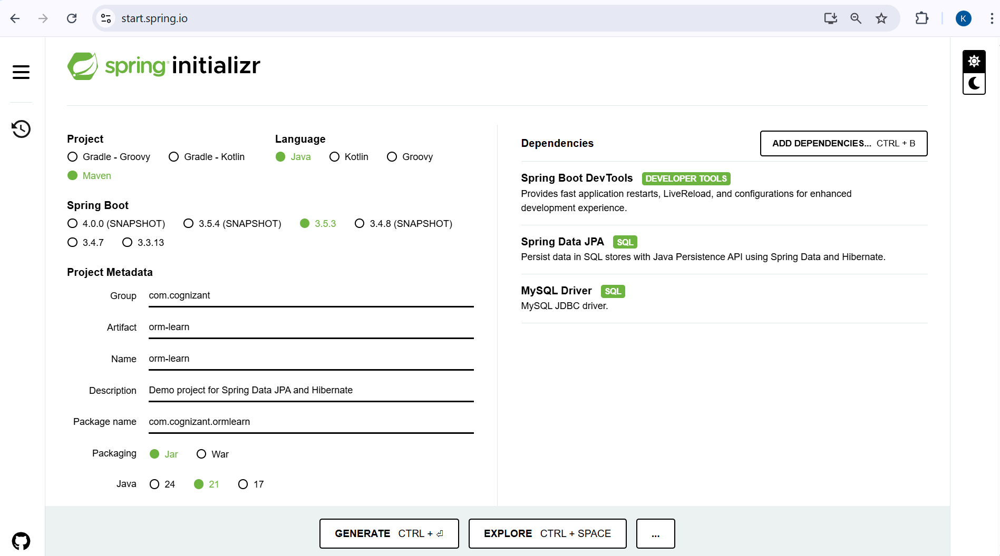 start.spring.io
K
spring initializr
Project
Gradle - Groovy Gradle - Kotlin
Maven
Language
Java Kotlin Groovy
Spring Boot
4.0.0 (SNAPSHOT) 3.5.4 (SNAPSHOT) 3.5.3 3.4.8 (SNAPSHOT)
3.4.7 3.3.13
Project Metadata
Group com.cognizant
Artifact orm-learn
Name orm-learn
Description Demo project for Spring Data JPA and Hibernate
Package name com.cognizant.ormlearn
Packaging Jar War
Java 24 21 17
Dependencies ADD DEPENDENCIES... CTRL + B
Spring Boot DevTools DEVELOPER TOOLS
Provides fast application restarts, LiveReload, and configurations for enhanced
development experience.
Spring Data JPA SQL
Persist data in SQL stores with Java Persistence API using Spring Data and Hibernate.
MySQL Driver SQL
MySQL JDBC driver.
GENERATE CTRL + ⏎ EXPLORE CTRL + SPACE ...